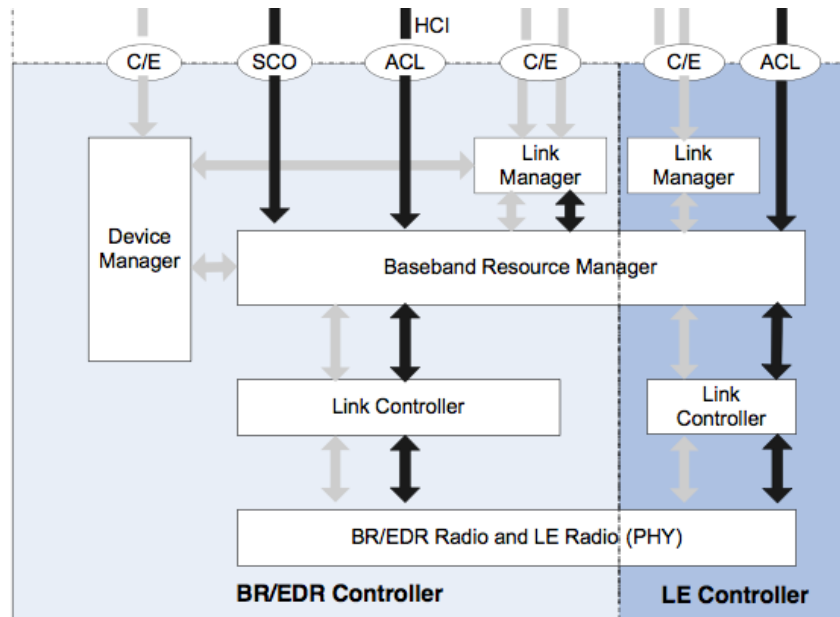 HCI
C/E
SCO
ACL
C/E
C/E
ACL
Link
Manager
Link
Manager
Device
Manager
Baseband Resource Manager
Link Controller
Link
Controller
BR/EDR Radio and LE Radio (PHY)
BR/EDR Controller
LE Controller